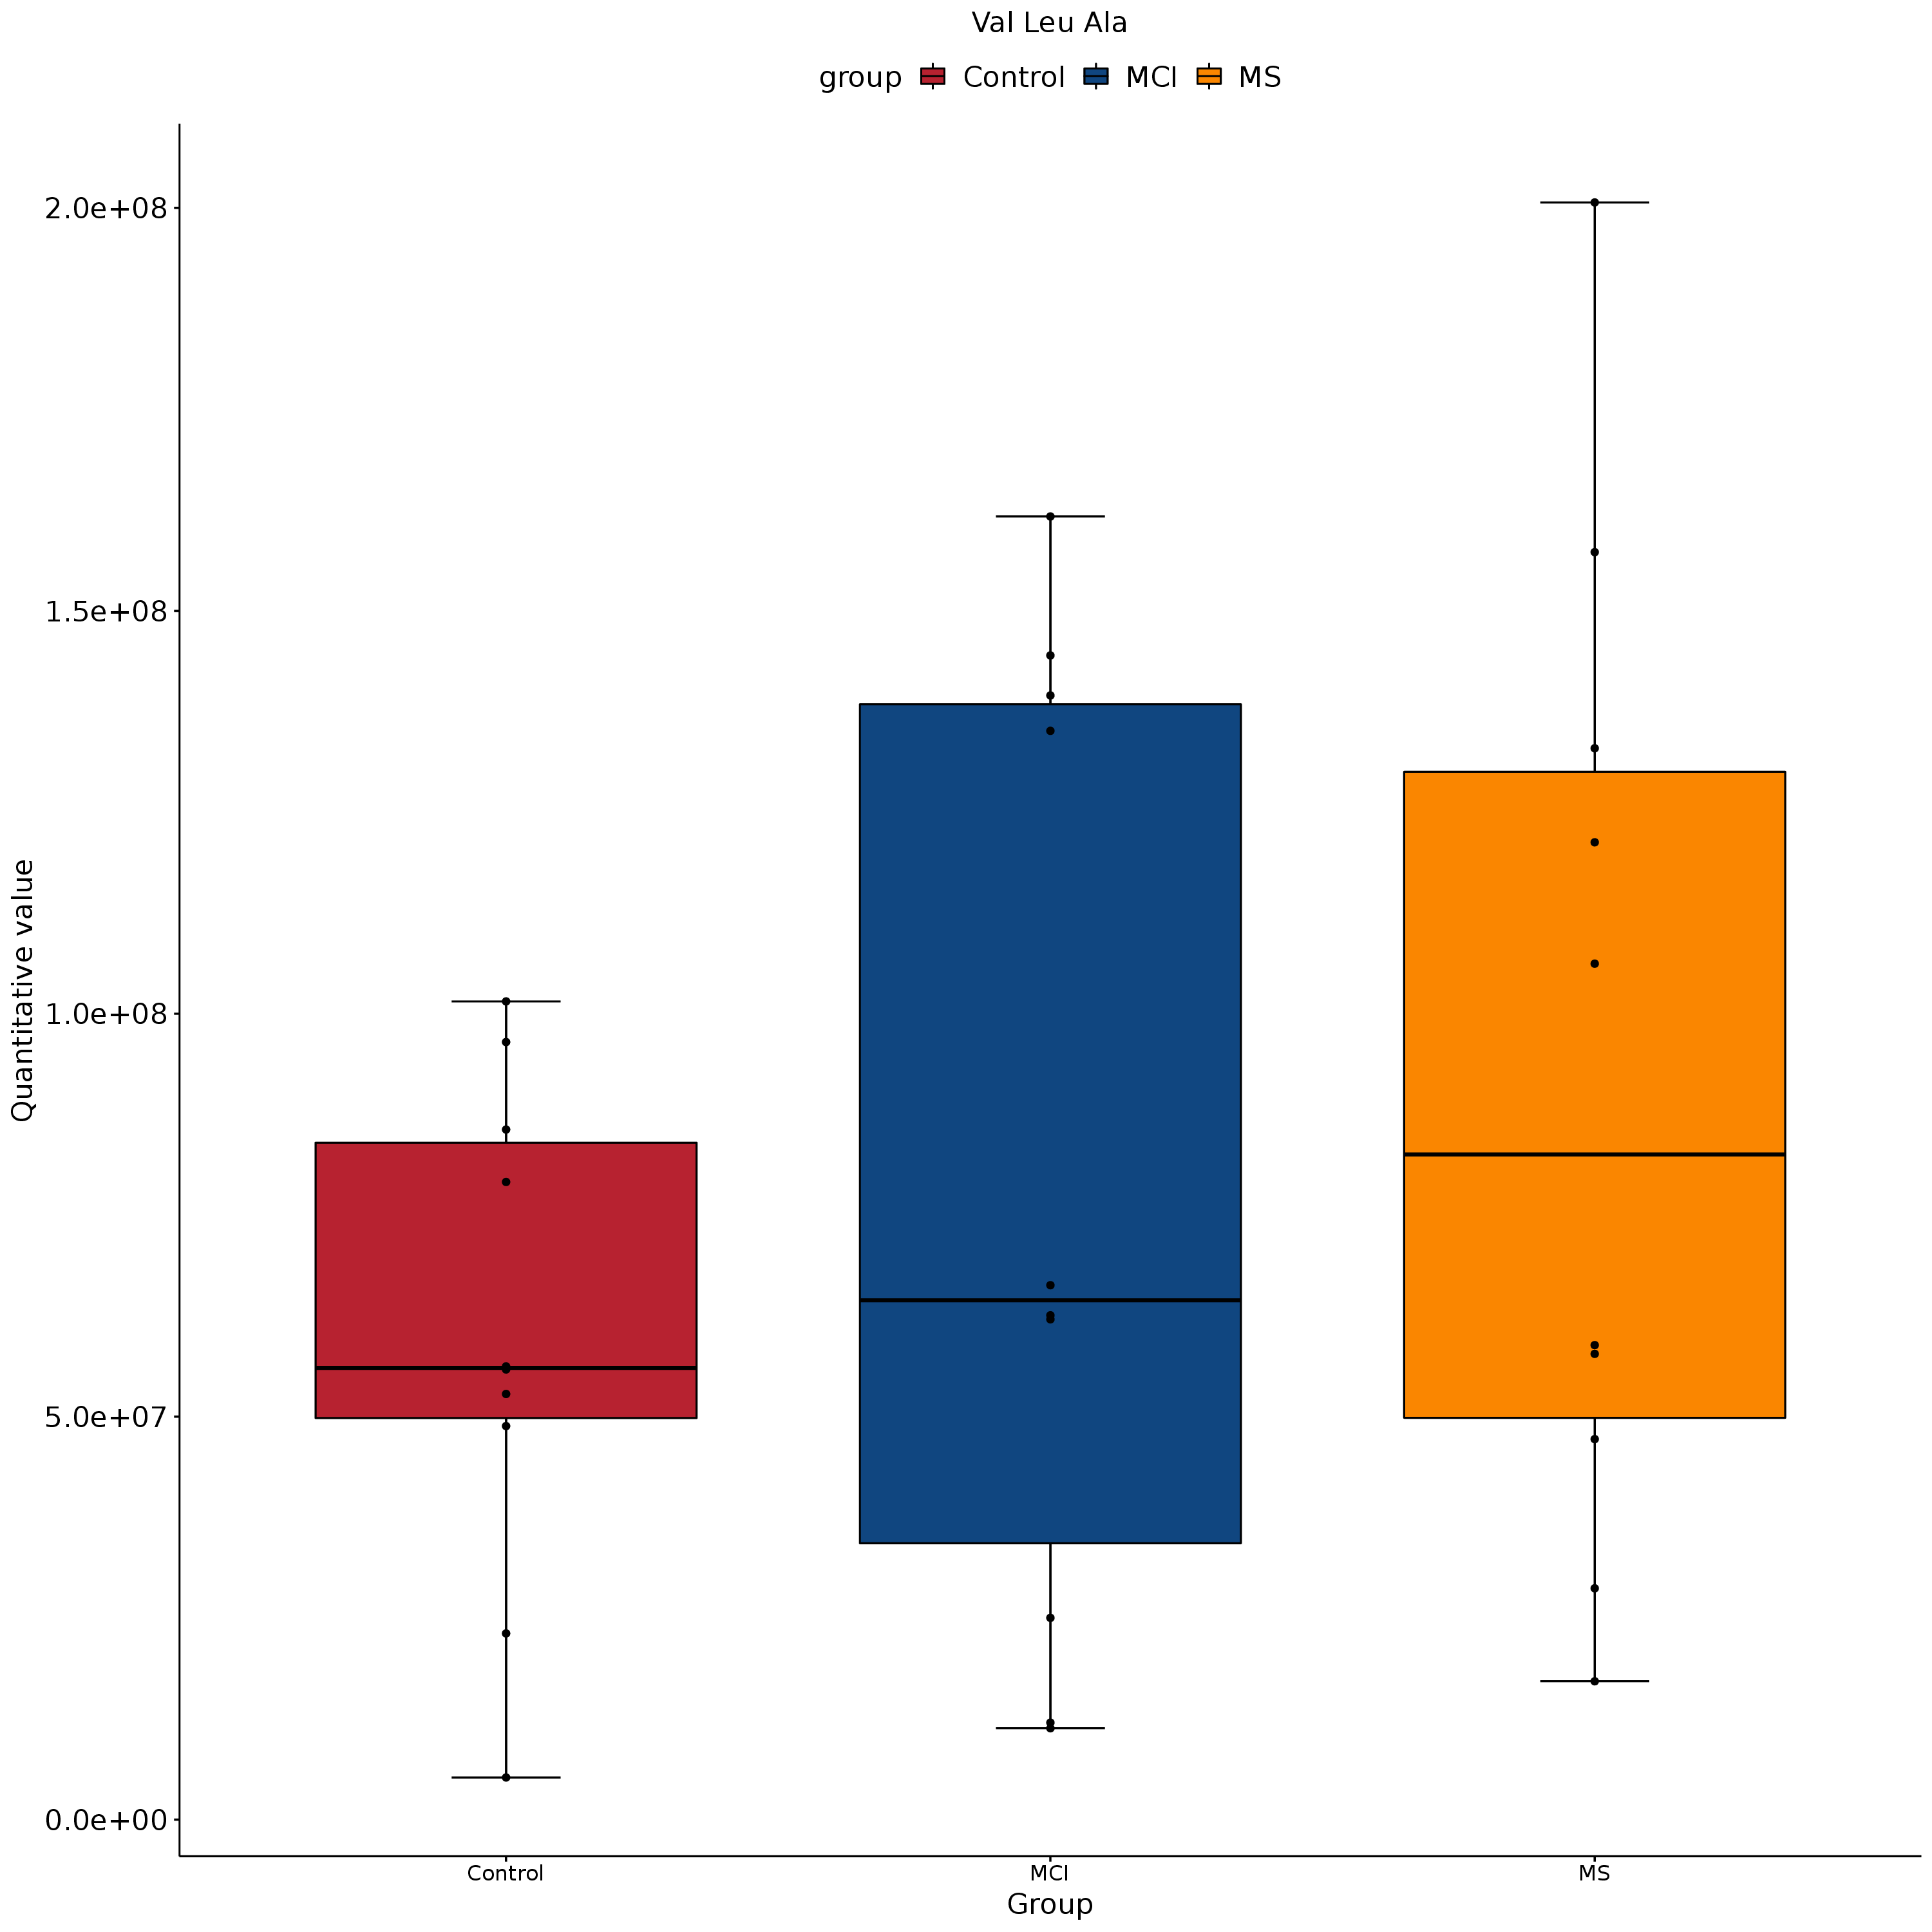 Val Leu Ala
group Control MCI MS
Quantitative value
2.0e+08
1.5e+08
1.0e+08
5.0e+07
0.0e+00
Control MCI MS
Group